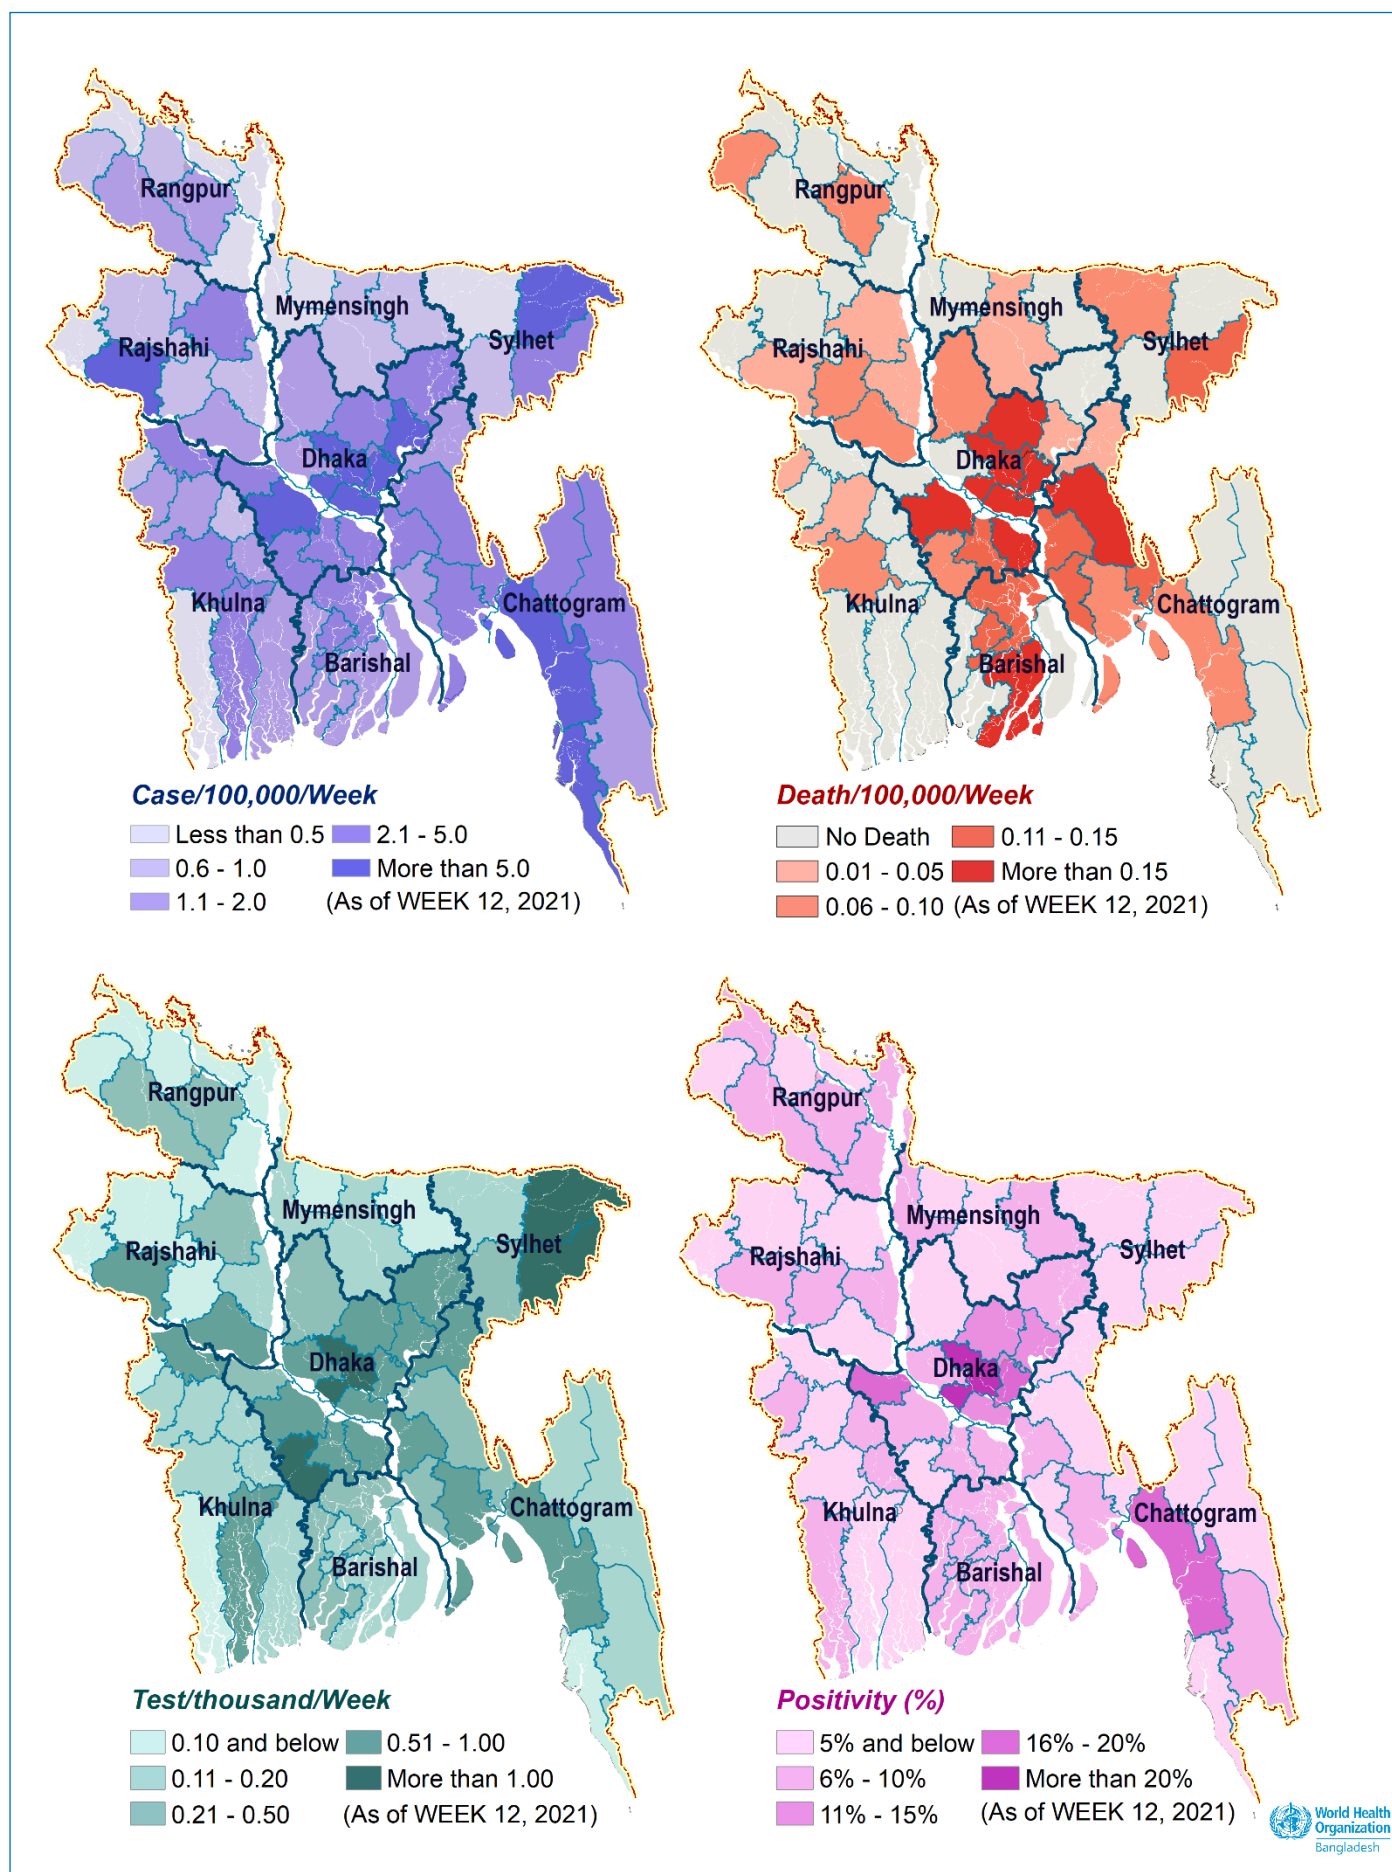 Rangpur
Mymensingh
Sylhet
Rajshahi
Dhaka
Khulna
Chattogram
Barishal
Case/100,000/Week
Less than 0.5
2.1 - 5.0
0.6 - 1.0
More than 5.0
1.1 - 2.0
(As of WEEK 12, 2021)
Rangpur
Mymensingh
Sylhet
Rajshahi
Dhaka
Khulna
Chattogram
Barishal
Death/100,000/Week
No Death
0.11 - 0.15
0.01 - 0.05
More than 0.15
0.06 - 0.10
(As of WEEK 12, 2021)
Rangpur
Mymensingh
Sylhet
Rajshahi
Dhaka
Khulna
Chattogram
Barishal
Test/thousand/Week
0.10 and below
0.51 - 1.00
0.11 - 0.20
More than 1.00
0.21 - 0.50
(As of WEEK 12, 2021)
Rangpur
Mymensingh
Sylhet
Rajshahi
Dhaka
Khulna
Chattogram
Barishal
Positivity (%)
5% and below
16% - 20%
6% - 10%
More than 20%
11% - 15%
(As of WEEK 12, 2021)
World Health
Organization
Bangladesh